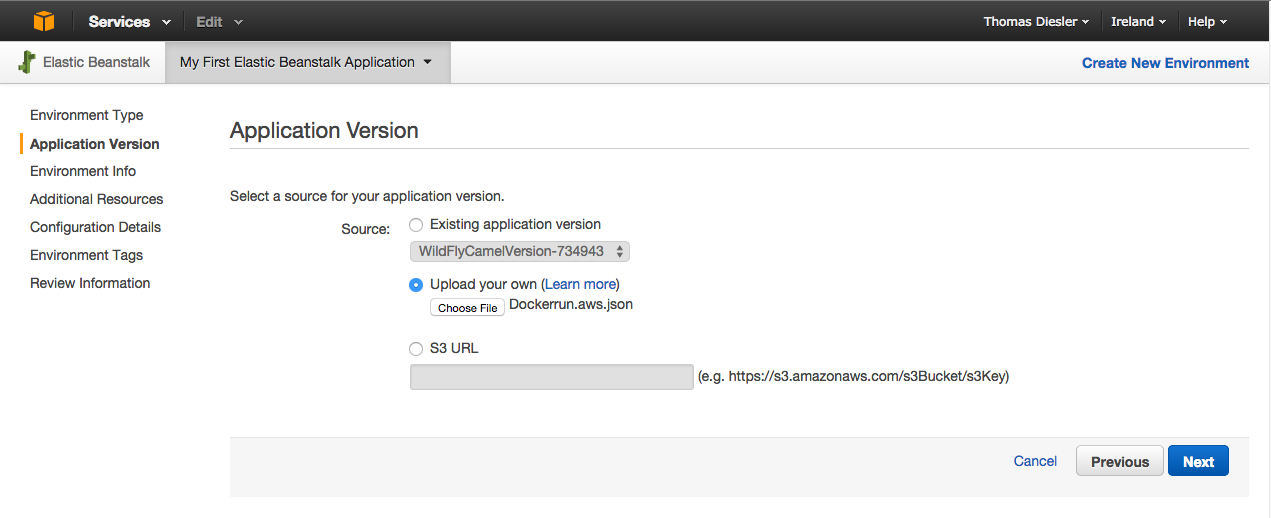 Services Edit Thomas Diesler Ireland Help
Elastic Beanstalk My First Elastic Beanstalk Application Create New Environment
Environment Type
Application Version
Environment Info
Additional Resources
Configuration Details
Environment Tags
Review Information
Application Version
Select a source for your application version.
Source: Existing application version
WildFlyCamelVersion-734943
Upload your own (Learn more)
Choose File Dockerrun.aws.json
S3 URL
(e.g. https://s3.amazonaws.com/s3Bucket/s3Key)
Cancel Previous Next